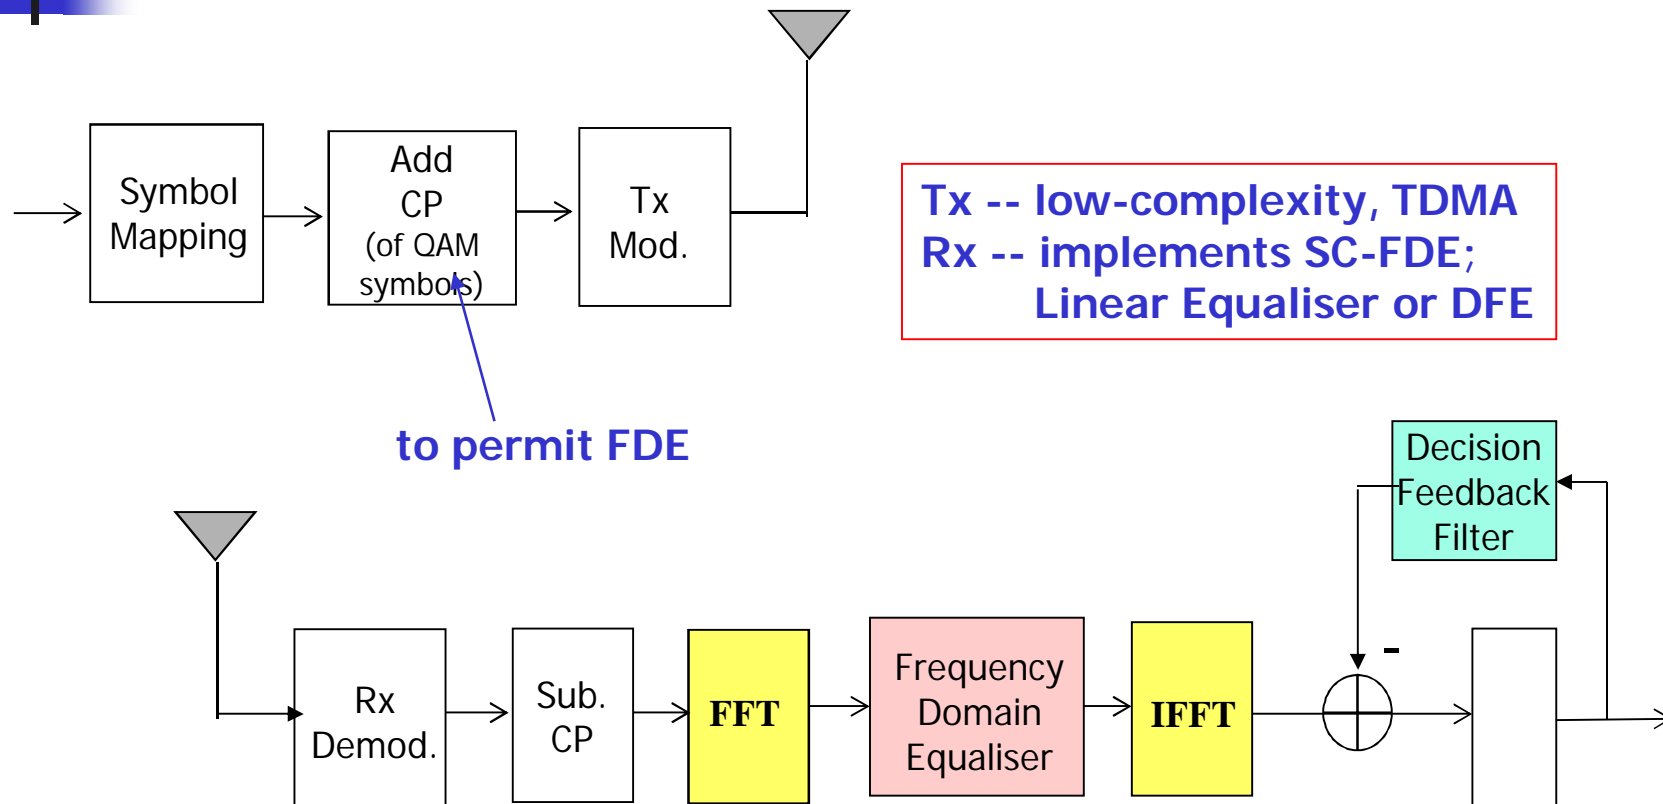 Symbol
Mapping
Add
CP
(of QAM
symbols)
Tx
Mod.
Tx -- low-complexity, TDMA
Rx -- implements SC-FDE;
Linear Equaliser or DFE
to permit FDE
Decision
Feedback
Filter
-
Rx
Demod.
Sub.
CP
FFT
Frequency
Domain
Equaliser
IFFT